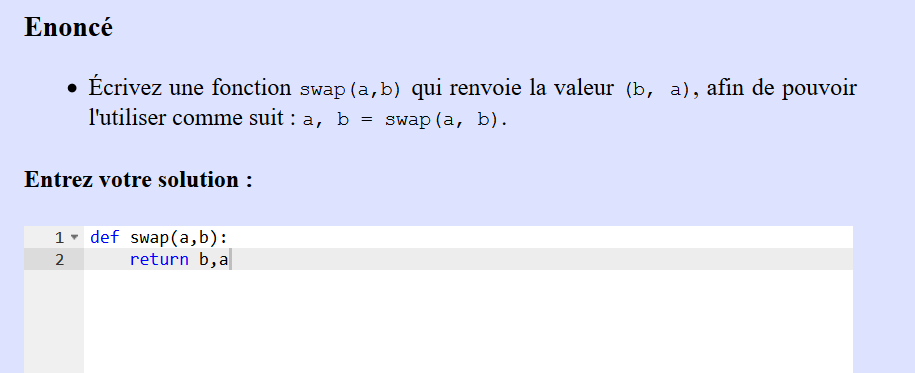 Enoncé
• Écrivez une fonction swap(a,b) qui renvoie la valeur (b, a), afin de pouvoir
l'utiliser comme suit : a, b = swap(a, b).
Entrez votre solution :
1 def swap(a,b):
2 return b,a